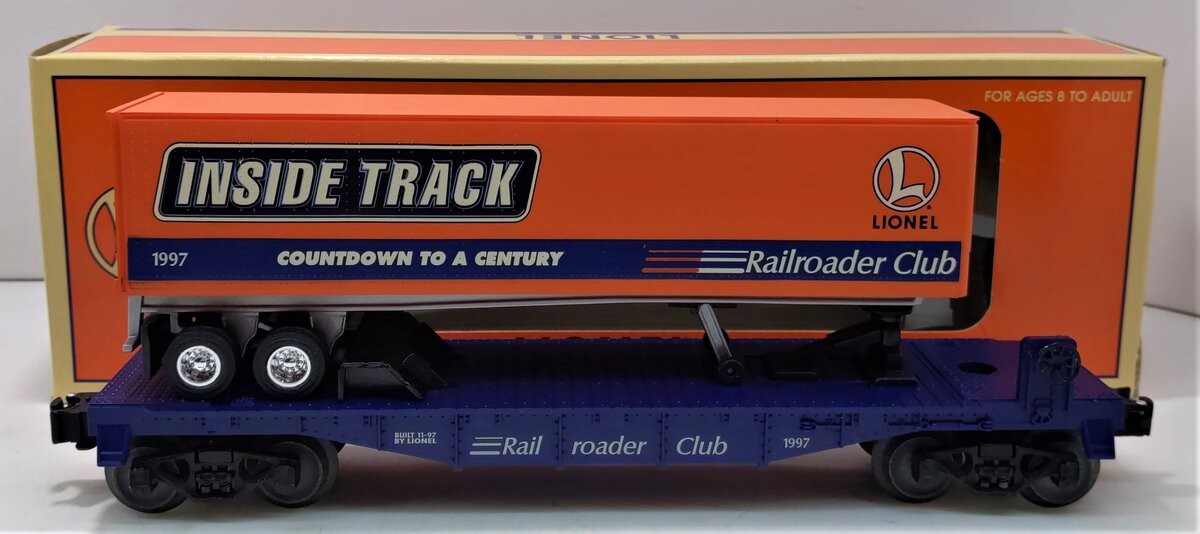 LIONEL
FOR AGES 8 TO ADULT
INSIDE TRACK
L
LIONEL
1997 COUNTDOWN TO A CENTURY Railroader Club
BUILT 11-97
BY LIONEL
Rail roader Club 1997